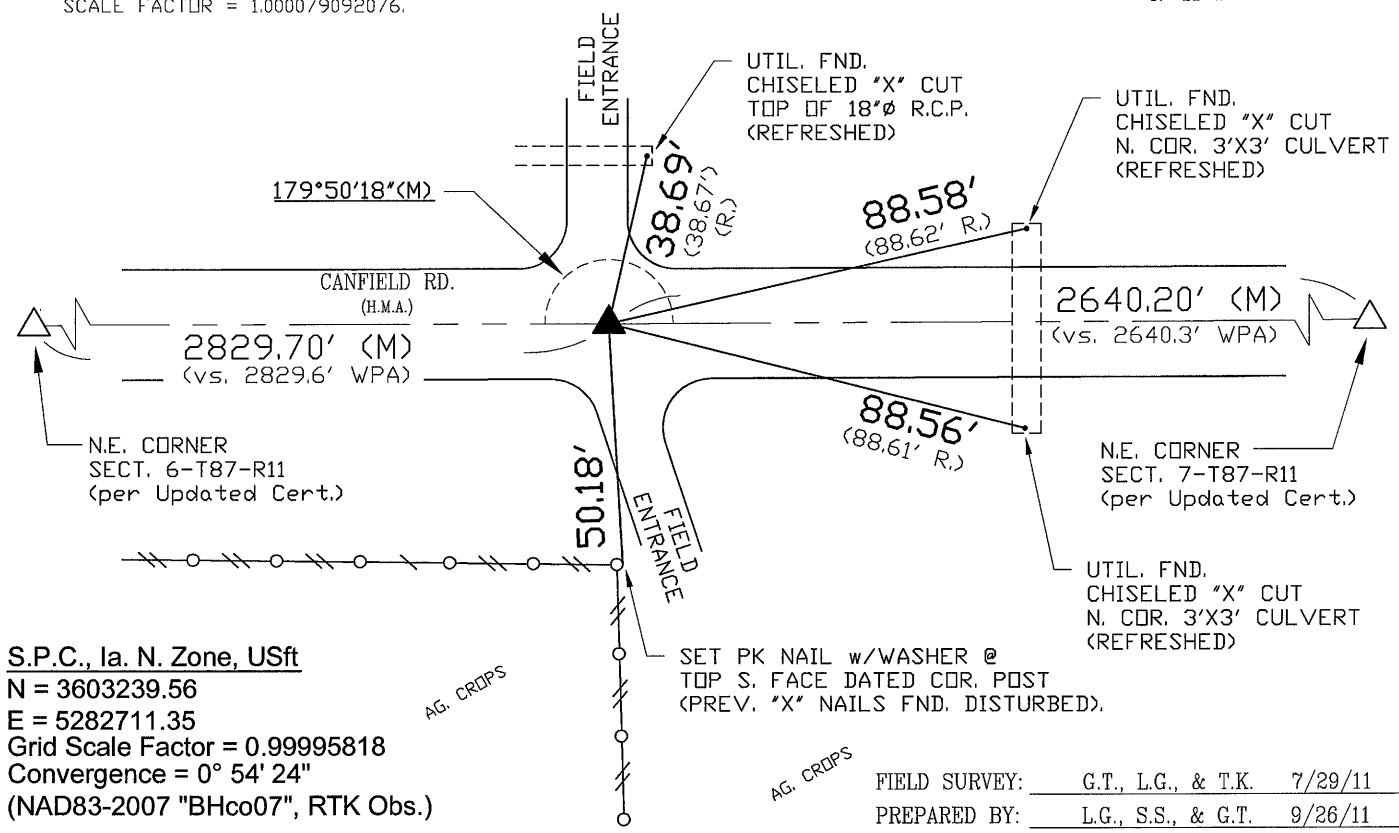 SCALE FACTOR = 1.000079092076.
FIELD
ENTRANCE
UTIL. FND.
CHISELED "X" CUT
TOP OF 18"Ø R.C.P.
(REFRESHED)
UTIL. FND.
CHISELED "X" CUT
N. COR. 3'X3' CULVERT
(REFRESHED)
179°50'18"(M)
38.69'
(38.67')
(R.)
88.58'
(88.62' R.)
CANFIELD RD.
(H.M.A.)
2829.70' (M)
(vs. 2829.6' WPA)
2640.20' (M)
(vs. 2640.3' WPA)
88.56'
(88.61' R.)
N.E. CORNER
SECT. 6-T87-R11
(per Updated Cert.)
N.E. CORNER
SECT. 7-T87-R11
(per Updated Cert.)
50.18'
FIELD
ENTRANCE
UTIL. FND.
CHISELED "X" CUT
N. COR. 3'X3' CULVERT
(REFRESHED)
SET PK NAIL w/WASHER @
TOP S. FACE DATED COR. POST
(PREV. "X" NAILS FND. DISTURBED).
S.P.C., Ia. N. Zone, USft
N = 3603239.56
E = 5282711.35
Grid Scale Factor = 0.99995818
Convergence = 0° 54' 24"
(NAD83-2007 "BHco07", RTK Obs.)
AG. CROPS
AG. CROPS
FIELD SURVEY: G.T., L.G., & T.K. 7/29/11
PREPARED BY: L.G., S.S., & G.T. 9/26/11